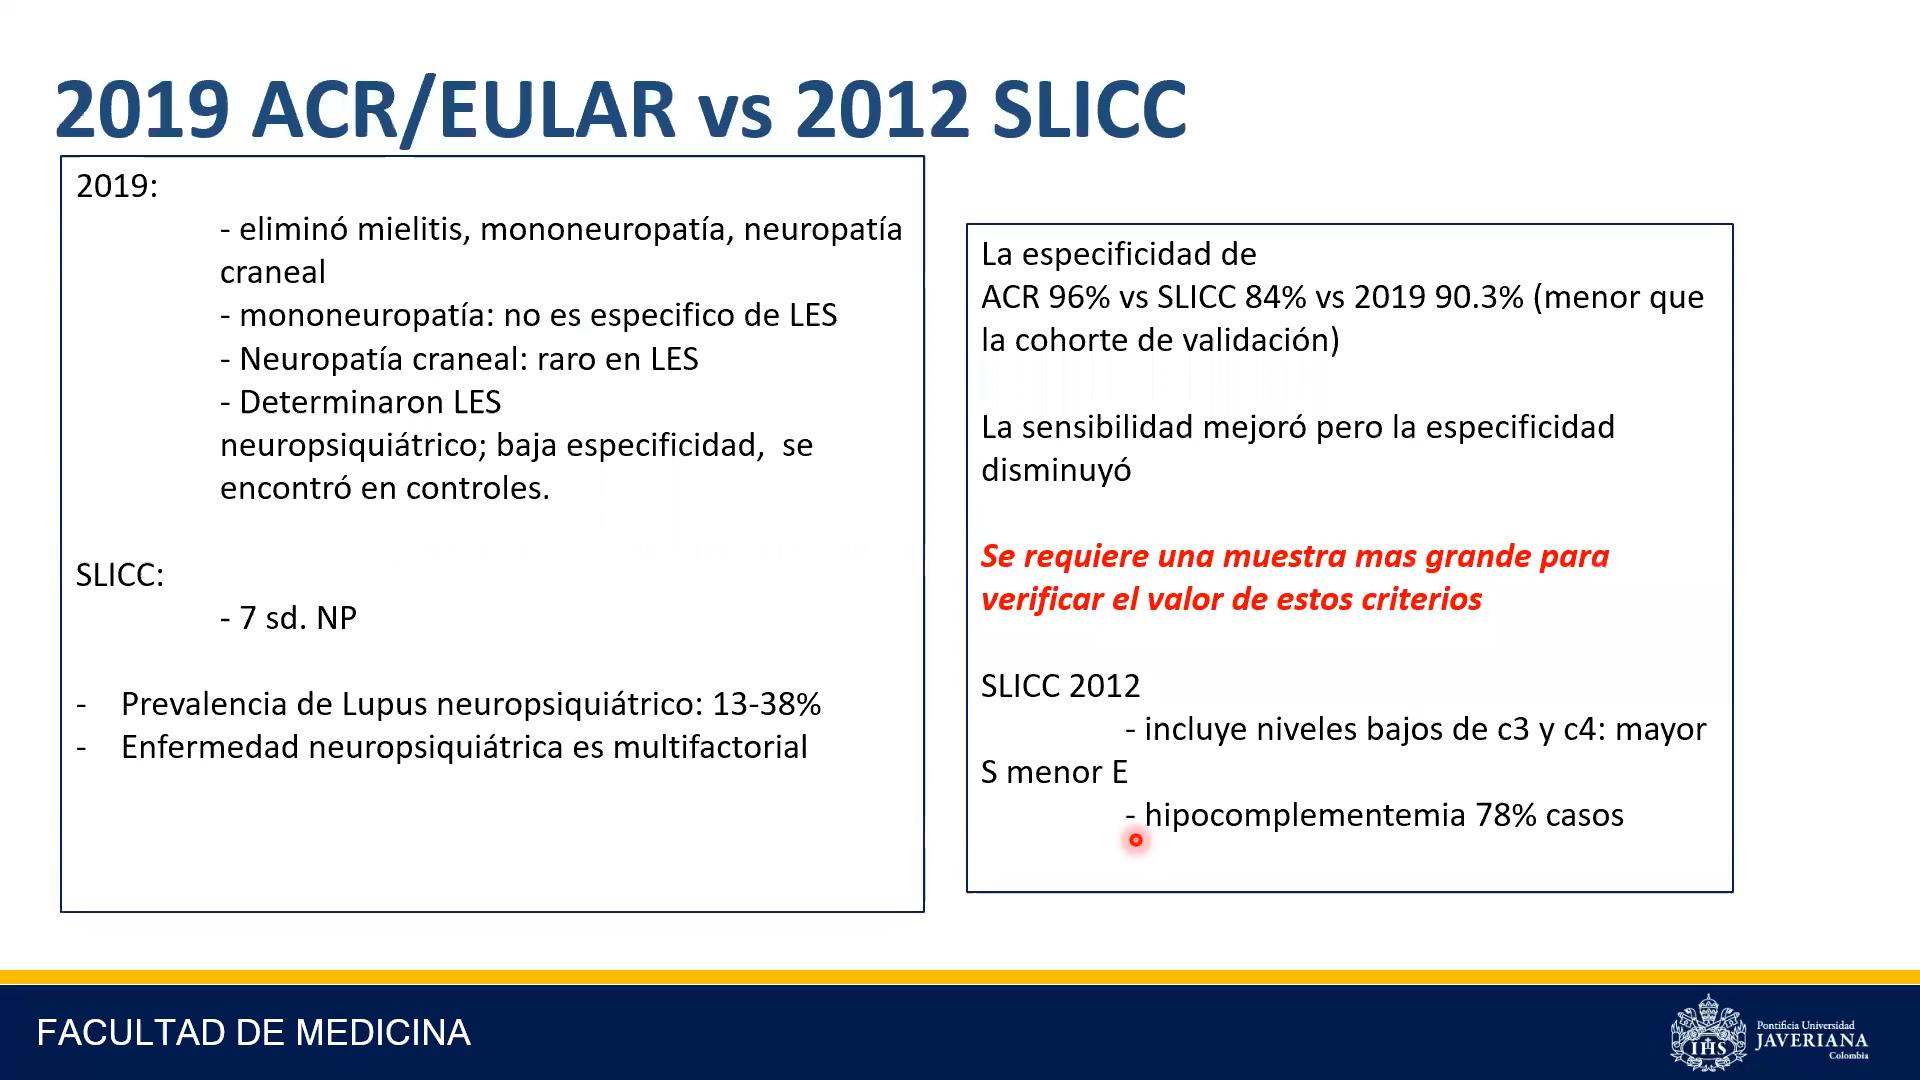 2019 ACR/EULAR vs 2012 SLICC
2019:
- eliminó mielitis, mononeuropatía, neuropatía
craneal
- mononeuropatía: no es especifico de LES
- Neuropatía craneal: raro en LES
- Determinaron LES
neuropsiquiátrico; baja especificidad, se
encontró en controles.
SLICC:
- 7 sd. NP
- Prevalencia de Lupus neuropsiquiátrico: 13-38%
- Enfermedad neuropsiquiátrica es multifactorial
La especificidad de
ACR 96% vs SLICC 84% vs 2019 90.3% (menor que
la cohorte de validación)
La sensibilidad mejoró pero la especificidad
disminuyó
Se requiere una muestra mas grande para
verificar el valor de estos criterios
SLICC 2012
- incluye niveles bajos de c3 y c4: mayor
S menor E
- hipocomplementemia 78% casos
FACULTAD DE MEDICINA
IHS
Pontificia Universidad
JAVERIANA
Colombia